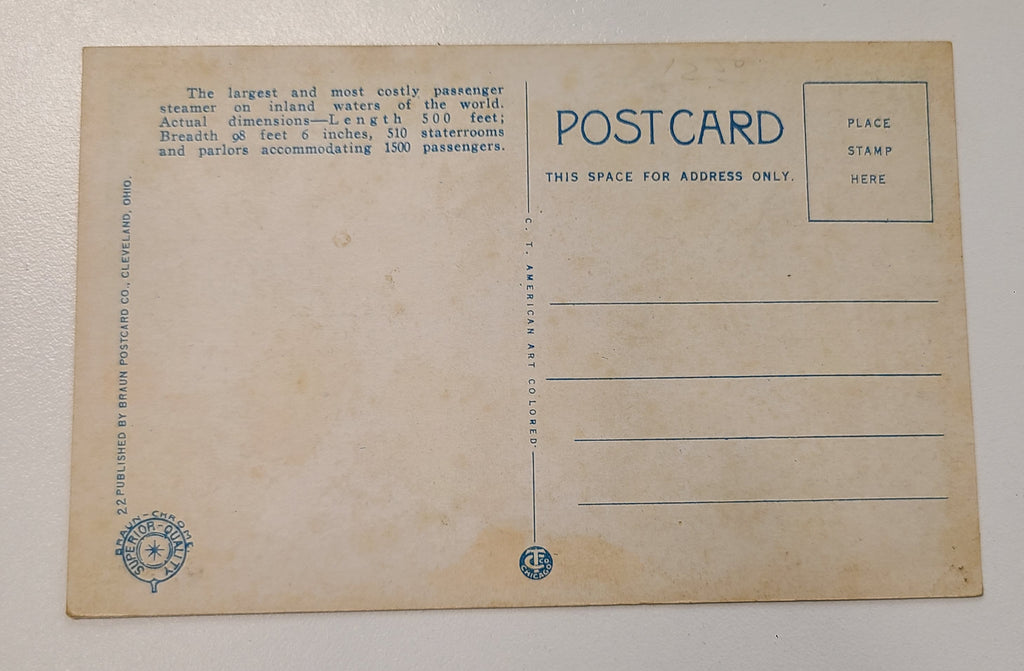 The largest and most costly passenger
steamer on inland waters of the world.
Actual dimensions—Length 500 feet;
Breadth 98 feet 6 inches, 510 staterrooms
and parlors accommodating 1500 passengers.
22 PUBLISHED BY BRAUN POSTCARD CO., CLEVELAND, OHIO.
BRAUN-CHROME
SUPERIOR-QUALITY
C. T. AMERICAN ART COLORED.
CT CO
CHICAGO
POSTCARD
THIS SPACE FOR ADDRESS ONLY.
PLACE
STAMP
HERE